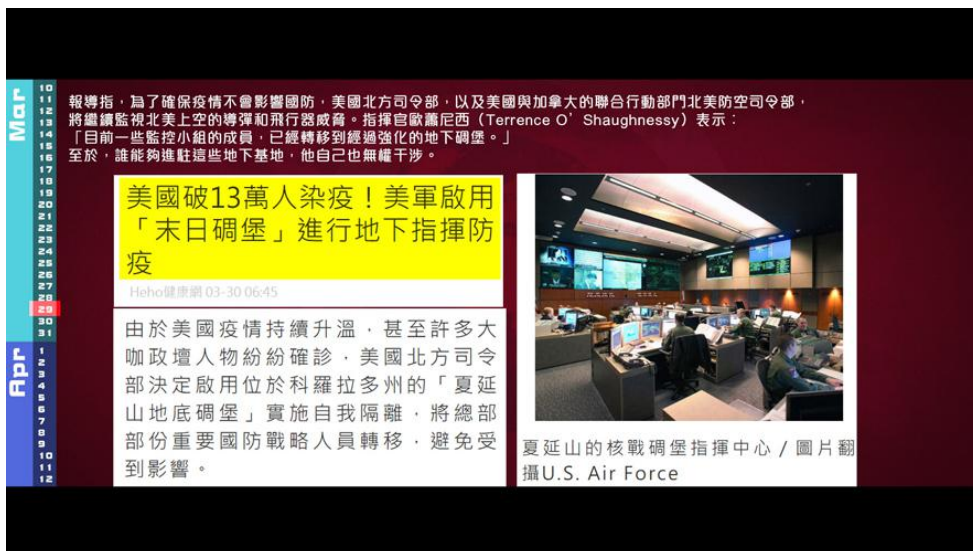 Mar
10
11
12
13
14
15
16
17
18
19
20
21
22
23
24
25
26
27
28
29
30
31
Apr
1
2
3
4
5
6
7
8
9
10
11
12
報導指，為了確保疫情不會影響國防，美國北方司令部，以及美國與加拿大的聯合行動部門北美防空司令部，
將繼續監視北美上空的導彈和飛行器威脅。指揮官歐蕭尼西（Terrence O’Shaughnessy）表示：
「目前一些監控小組的成員，已經轉移到經過強化的地下碉堡。」
至於，誰能夠進駐這些地下基地，他自己也無權干涉。
美國破13萬人染疫！美軍啟用
「末日碉堡」進行地下指揮防
疫
Heho健康網 03-30 06:45
由於美國疫情持續升溫，甚至許多大
咖政壇人物紛紛確診，美國北方司令
部決定啟用位於科羅拉多州的「夏延
山地底碉堡」實施自我隔離，將總部
部份重要國防戰略人員轉移，避免受
到影響。
夏延山的核戰碉堡指揮中心 / 圖片翻
攝U.S. Air Force